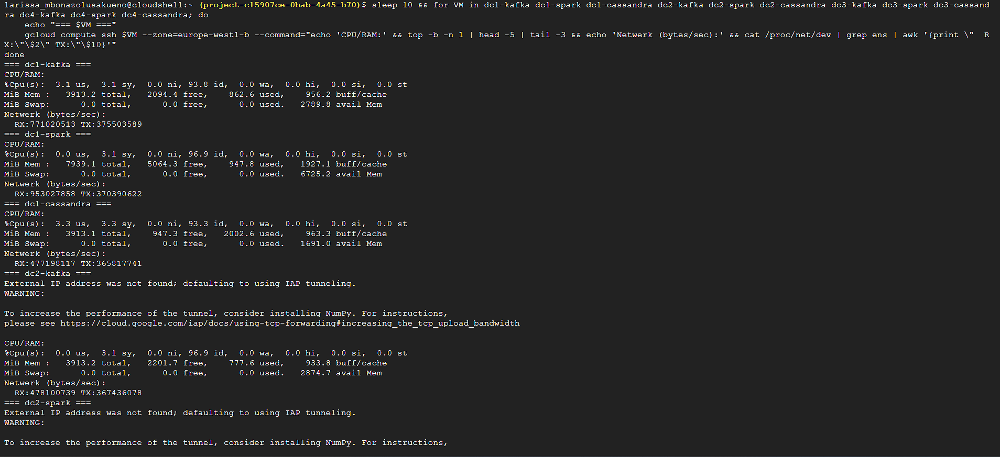 larissa_mbonazolusakueno@cloudshell:~ (project-c15907ce-0bab-4a45-b70)$ sleep 10 && for VM in dc1-kafka dc1-spark dc1-cassandra dc2-kafka dc2-spark dc2-cassandra dc3-kafka dc3-spark dc3-cassand
ra dc4-kafka dc4-spark dc4-cassandra; do
    echo "=== $VM ==="
    gcloud compute ssh $VM --zone=europe-west1-b --command="echo 'CPU/RAM:' && top -b -n 1 | head -5 | tail -3 && echo 'Netwerk (bytes/sec):' && cat /proc/net/dev | grep ens | awk '{print \"  R
X:\"\$2\" TX:\"\$10}'"
done
=== dc1-kafka ===
CPU/RAM:
%Cpu(s):  3.1 us,  3.1 sy,  0.0 ni, 93.8 id,  0.0 wa,  0.0 hi,  0.0 si,  0.0 st
MiB Mem :   3913.2 total,   2094.4 free,    862.6 used,    956.2 buff/cache
MiB Swap:      0.0 total,      0.0 free,      0.0 used.   2789.8 avail Mem
Netwerk (bytes/sec):
  RX:771020513 TX:375503589
=== dc1-spark ===
CPU/RAM:
%Cpu(s):  0.0 us,  3.1 sy,  0.0 ni, 96.9 id,  0.0 wa,  0.0 hi,  0.0 si,  0.0 st
MiB Mem :   7939.1 total,   5064.3 free,    947.8 used,   1927.1 buff/cache
MiB Swap:      0.0 total,      0.0 free,      0.0 used.   6725.2 avail Mem
Netwerk (bytes/sec):
  RX:953027858 TX:370390622
=== dc1-cassandra ===
CPU/RAM:
%Cpu(s):  3.3 us,  3.3 sy,  0.0 ni, 93.3 id,  0.0 wa,  0.0 hi,  0.0 si,  0.0 st
MiB Mem :   3913.1 total,    947.3 free,   2002.6 used,    963.3 buff/cache
MiB Swap:      0.0 total,      0.0 free,      0.0 used.   1691.0 avail Mem
Netwerk (bytes/sec):
  RX:477198117 TX:365817741
=== dc2-kafka ===
External IP address was not found; defaulting to using IAP tunneling.
WARNING:

To increase the performance of the tunnel, consider installing NumPy. For instructions,
please see https://cloud.google.com/iap/docs/using-tcp-forwarding#increasing_the_tcp_upload_bandwidth

CPU/RAM:
%Cpu(s):  0.0 us,  3.1 sy,  0.0 ni, 96.9 id,  0.0 wa,  0.0 hi,  0.0 si,  0.0 st
MiB Mem :   3913.2 total,   2201.7 free,    777.6 used,    933.8 buff/cache
MiB Swap:      0.0 total,      0.0 free,      0.0 used.   2874.7 avail Mem
Netwerk (bytes/sec):
  RX:478100739 TX:367436078
=== dc2-spark ===
External IP address was not found; defaulting to using IAP tunneling.
WARNING:

To increase the performance of the tunnel, consider installing NumPy. For instructions,